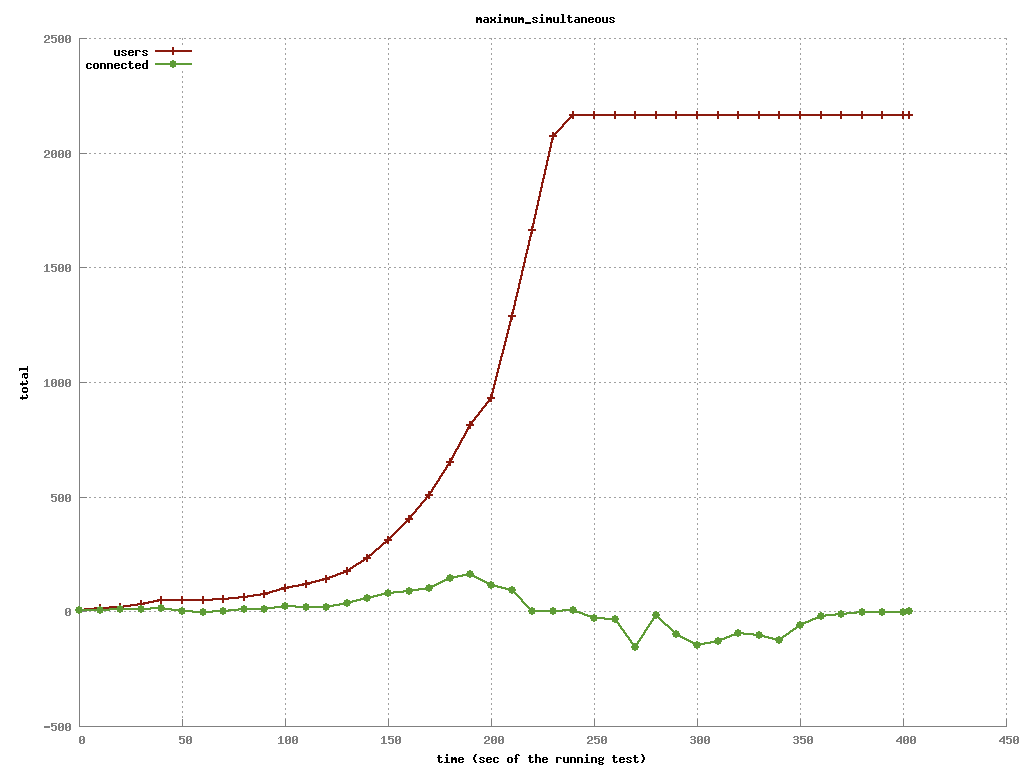 maximum_simultaneous
users
connected
2500
2000
1500
1000
500
0
-500
total
0 50 100 150 200 250 300 350 400 450
time (sec of the running test)